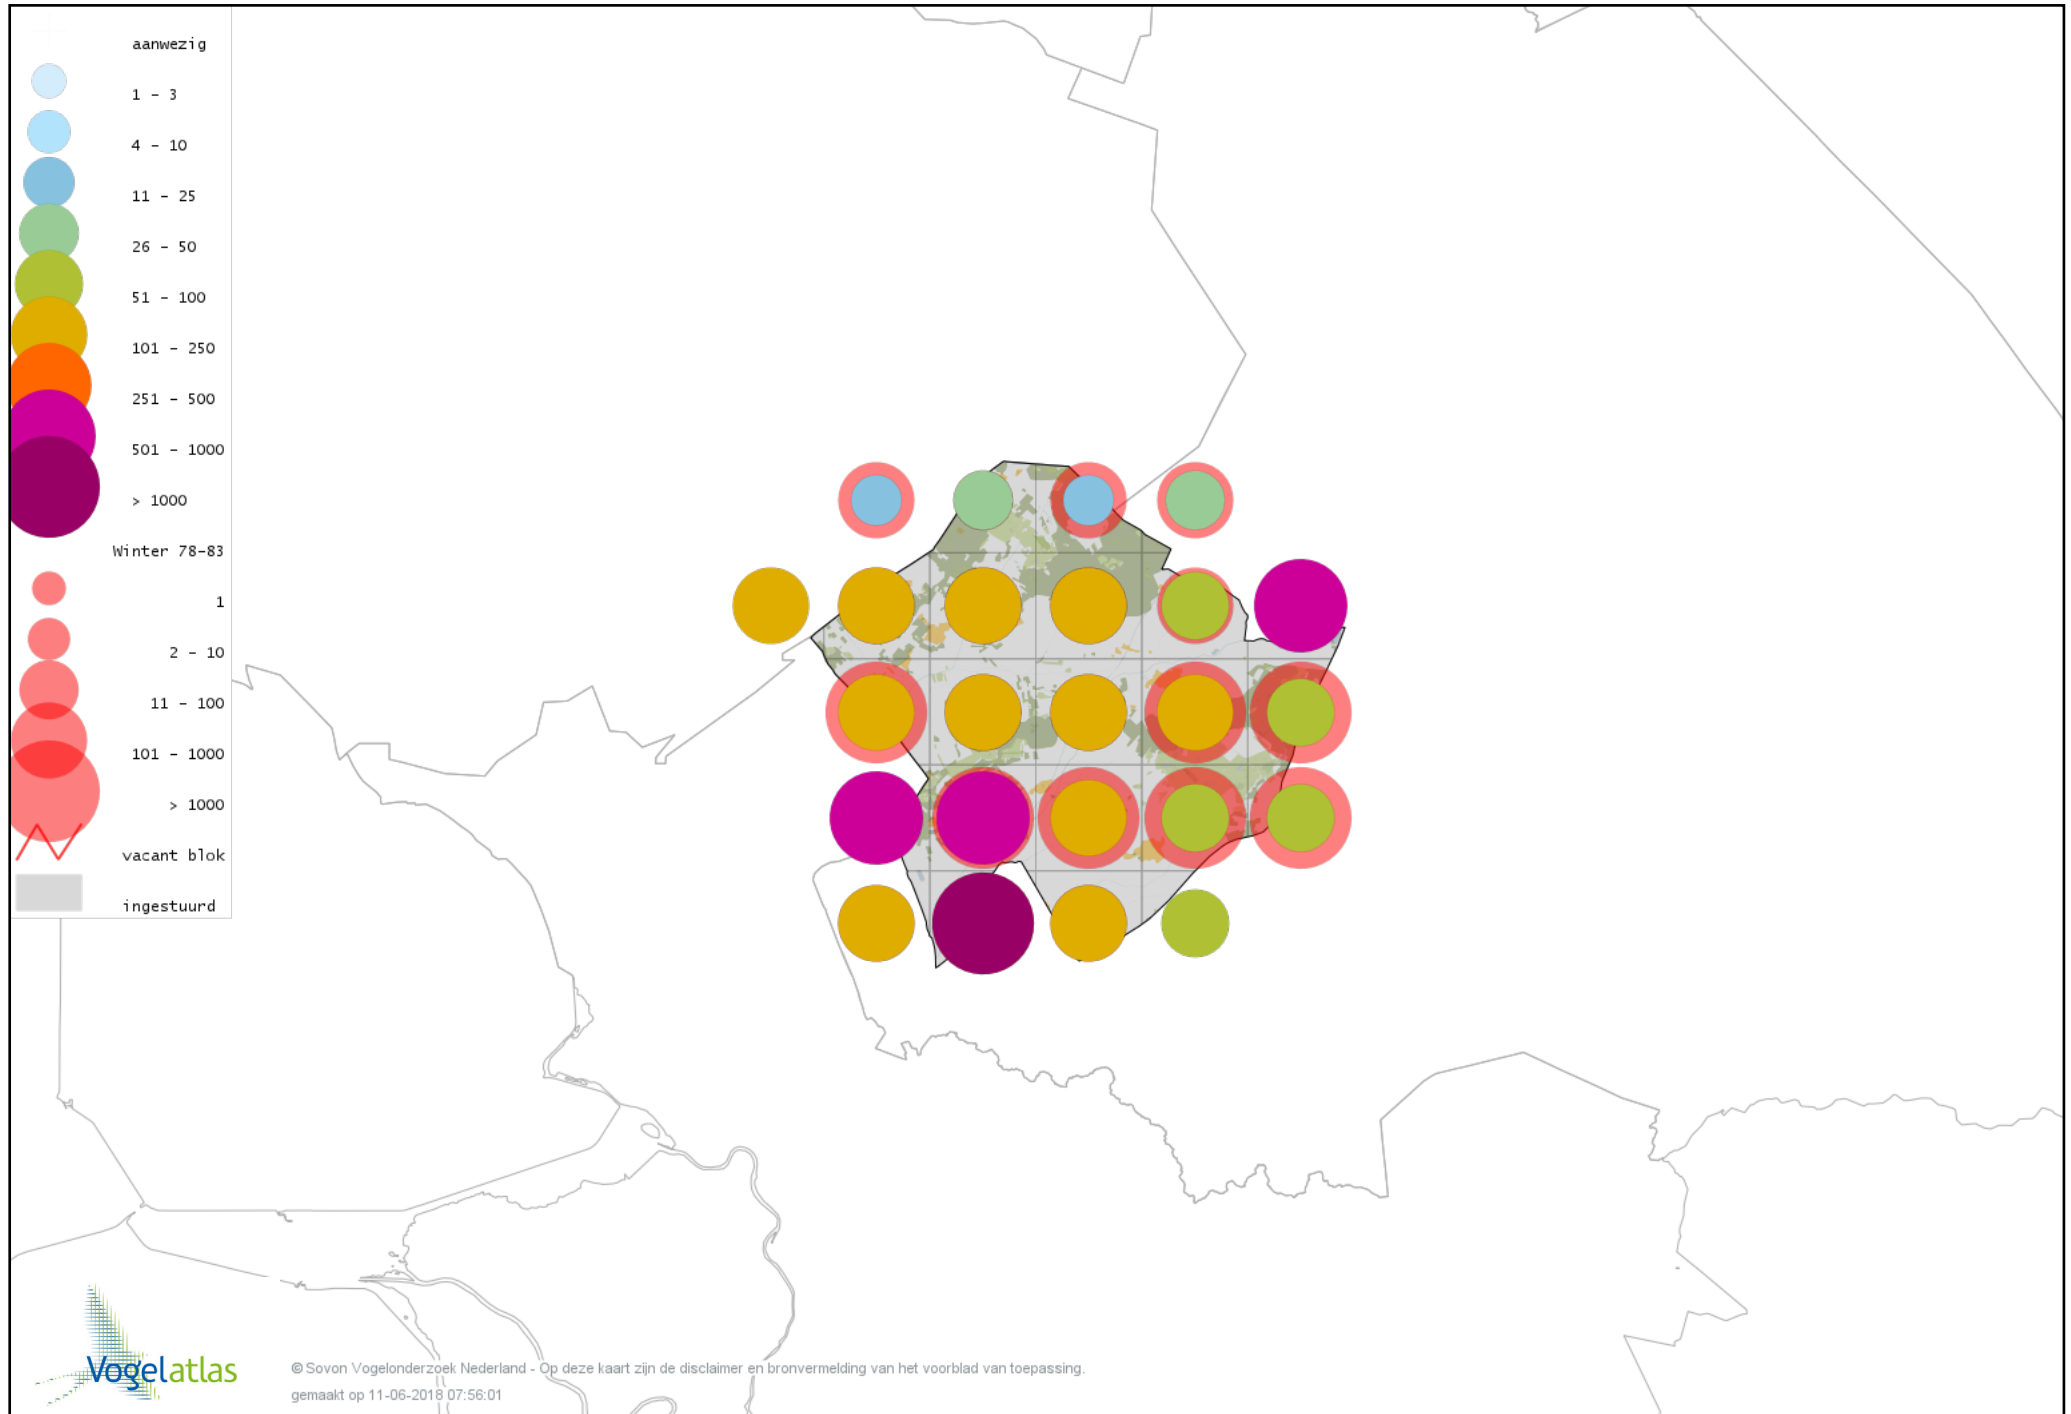 aanwezig
1 - 3
4 - 10
11 - 25
26 - 50
51 - 100
101 - 250
251 - 500
501 - 1000
> 1000
Winter 78-83
1
2 - 10
11 - 100
101 - 1000
> 1000
vacant blok
ingestuurd
Vogelatlas
© Sovon Vogelonderzoek Nederland - Op deze kaart zijn de disclaimer en bronvermelding van het voorblad van toepassing.
gemaakt op 11-06-2018 07:56:01